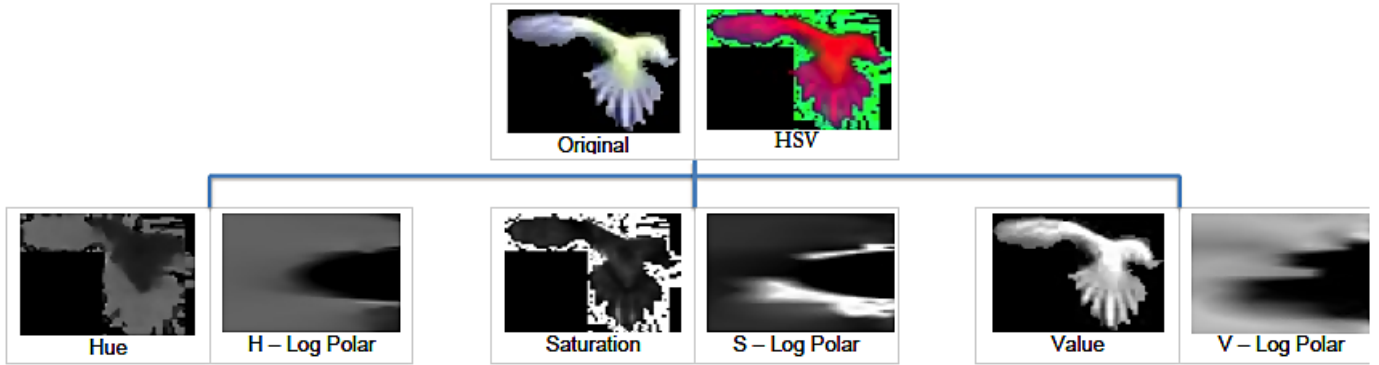 Original
HSV
Hue
H – Log Polar
Saturation
S – Log Polar
Value
V – Log Polar